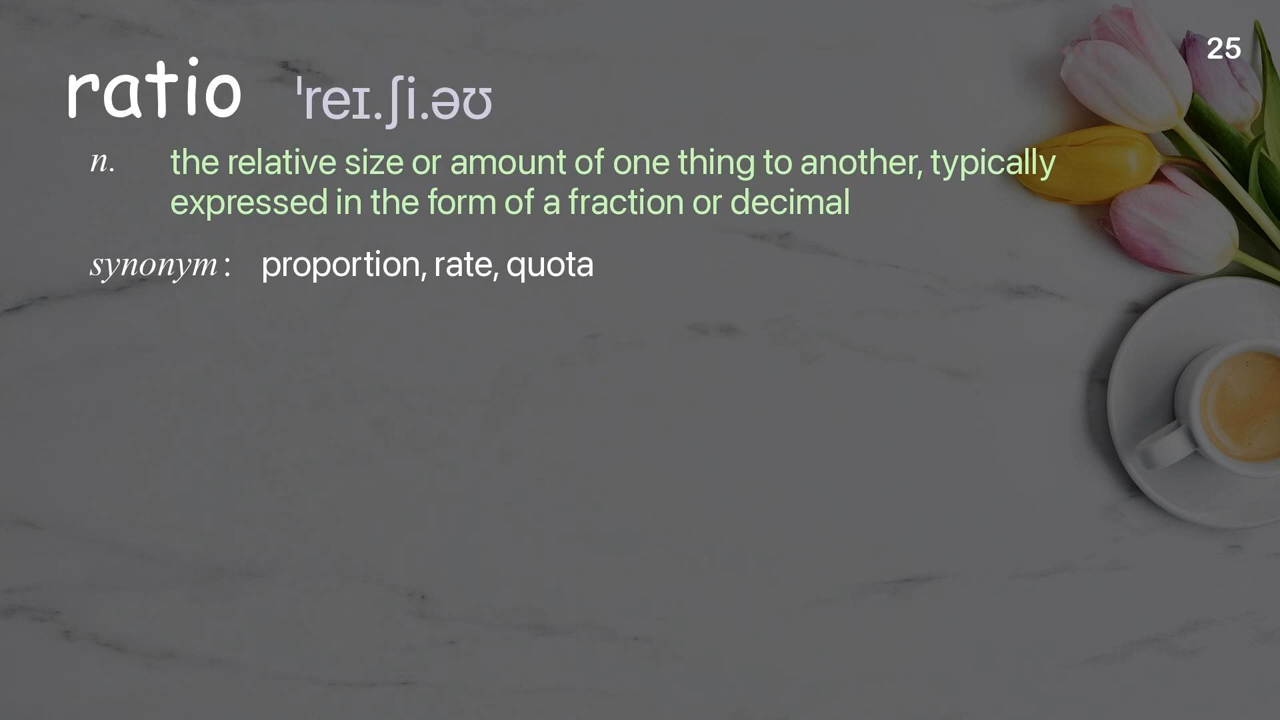 25
ratio ˈreɪ.ʃi.əʊ
n. the relative size or amount of one thing to another, typically
expressed in the form of a fraction or decimal
synonym: proportion, rate, quota